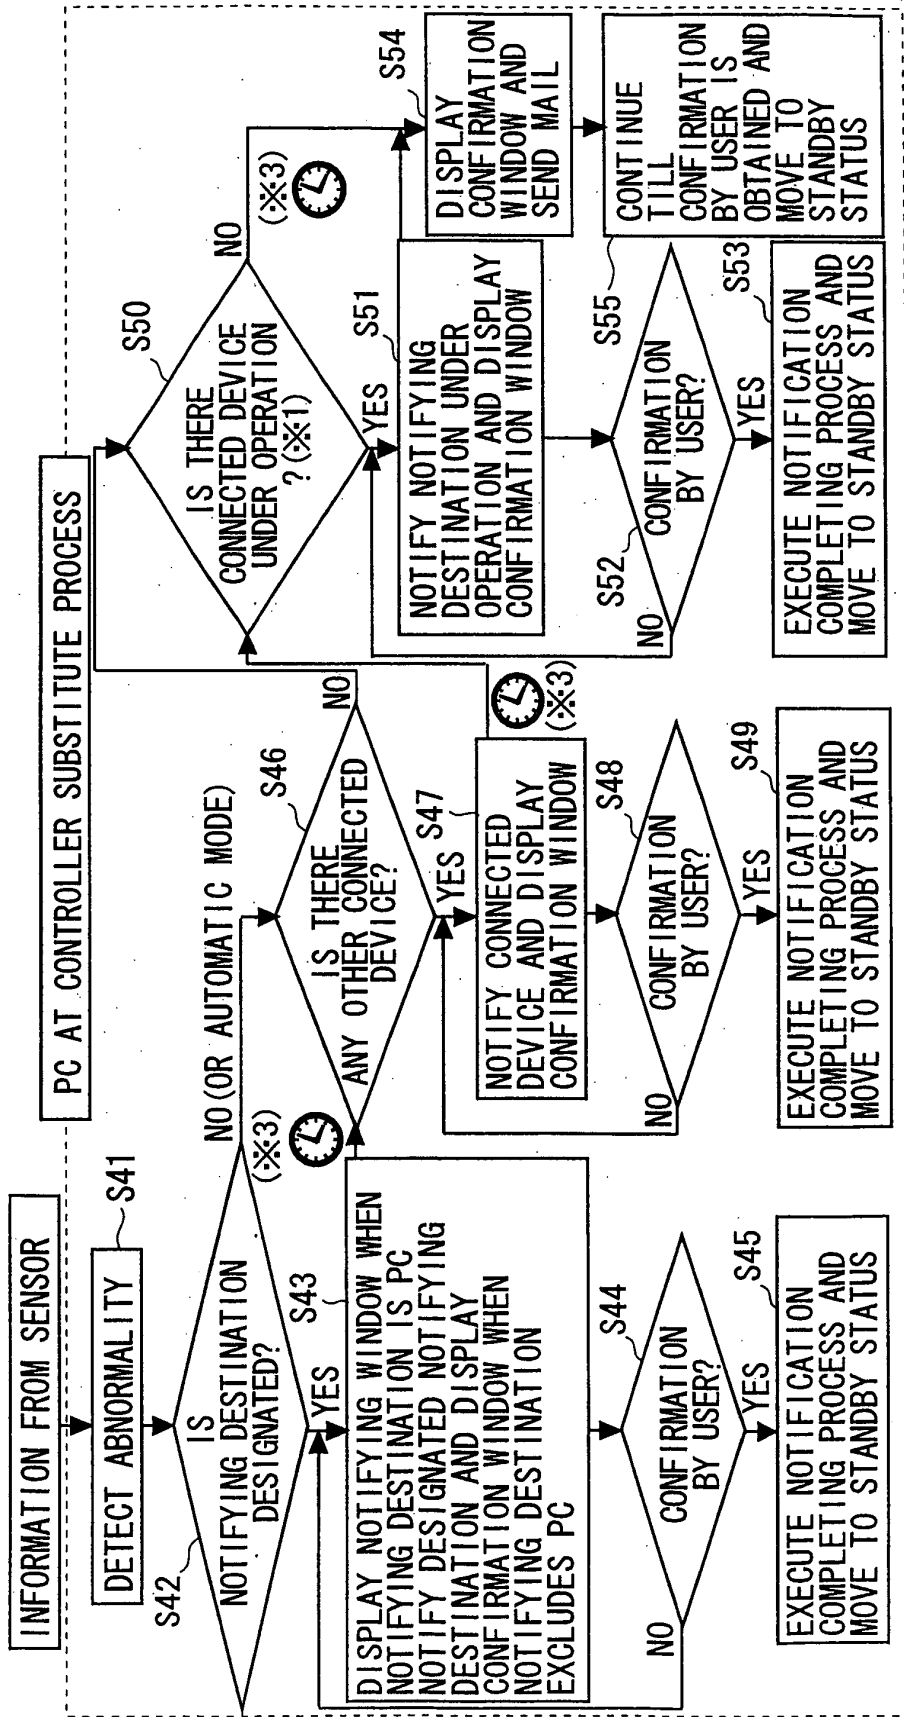 INFORMATION FROM SENSOR
PC AT CONTROLLER SUBSTITUTE PROCESS
DETECT ABNORMALITY
S41
IS
NOTIFYING DESTINATION
DESIGNATED?
S42
NO(OR AUTOMATIC MODE)
(※3)
YES
DISPLAY NOTIFYING WINDOW WHEN
NOTIFYING DESTINATION IS PC
NOTIFY DESIGNATED NOTIFYING
DESTINATION AND DISPLAY
CONFIRMATION WINDOW WHEN
NOTIFYING DESTINATION
EXCLUDES PC
S43
CONFIRMATION
BY USER?
S44
NO
YES
EXECUTE NOTIFICATION
COMPLETING PROCESS AND
MOVE TO STANDBY STATUS
S45
IS THERE
ANY OTHER CONNECTED
DEVICE?
S46
NO
YES
NOTIFY CONNECTED
DEVICE AND DISPLAY
CONFIRMATION WINDOW
S47
(※3)
CONFIRMATION
BY USER?
S48
NO
YES
EXECUTE NOTIFICATION
COMPLETING PROCESS AND
MOVE TO STANDBY STATUS
S49
IS THERE
CONNECTED DEVICE
UNDER OPERATION
?(※1)
S50
NO
(※3)
YES
NOTIFY NOTIFYING
DESTINATION UNDER
OPERATION AND DISPLAY
CONFIRMATION WINDOW
S51
CONFIRMATION
BY USER?
S52
NO
YES
EXECUTE NOTIFICATION
COMPLETING PROCESS AND
MOVE TO STANDBY STATUS
S53
DISPLAY
CONFIRMATION
WINDOW AND
SEND MAIL
S54
CONTINUE
TILL
CONFIRMATION
BY USER IS
OBTAINED AND
MOVE TO
STANDBY
STATUS
S55